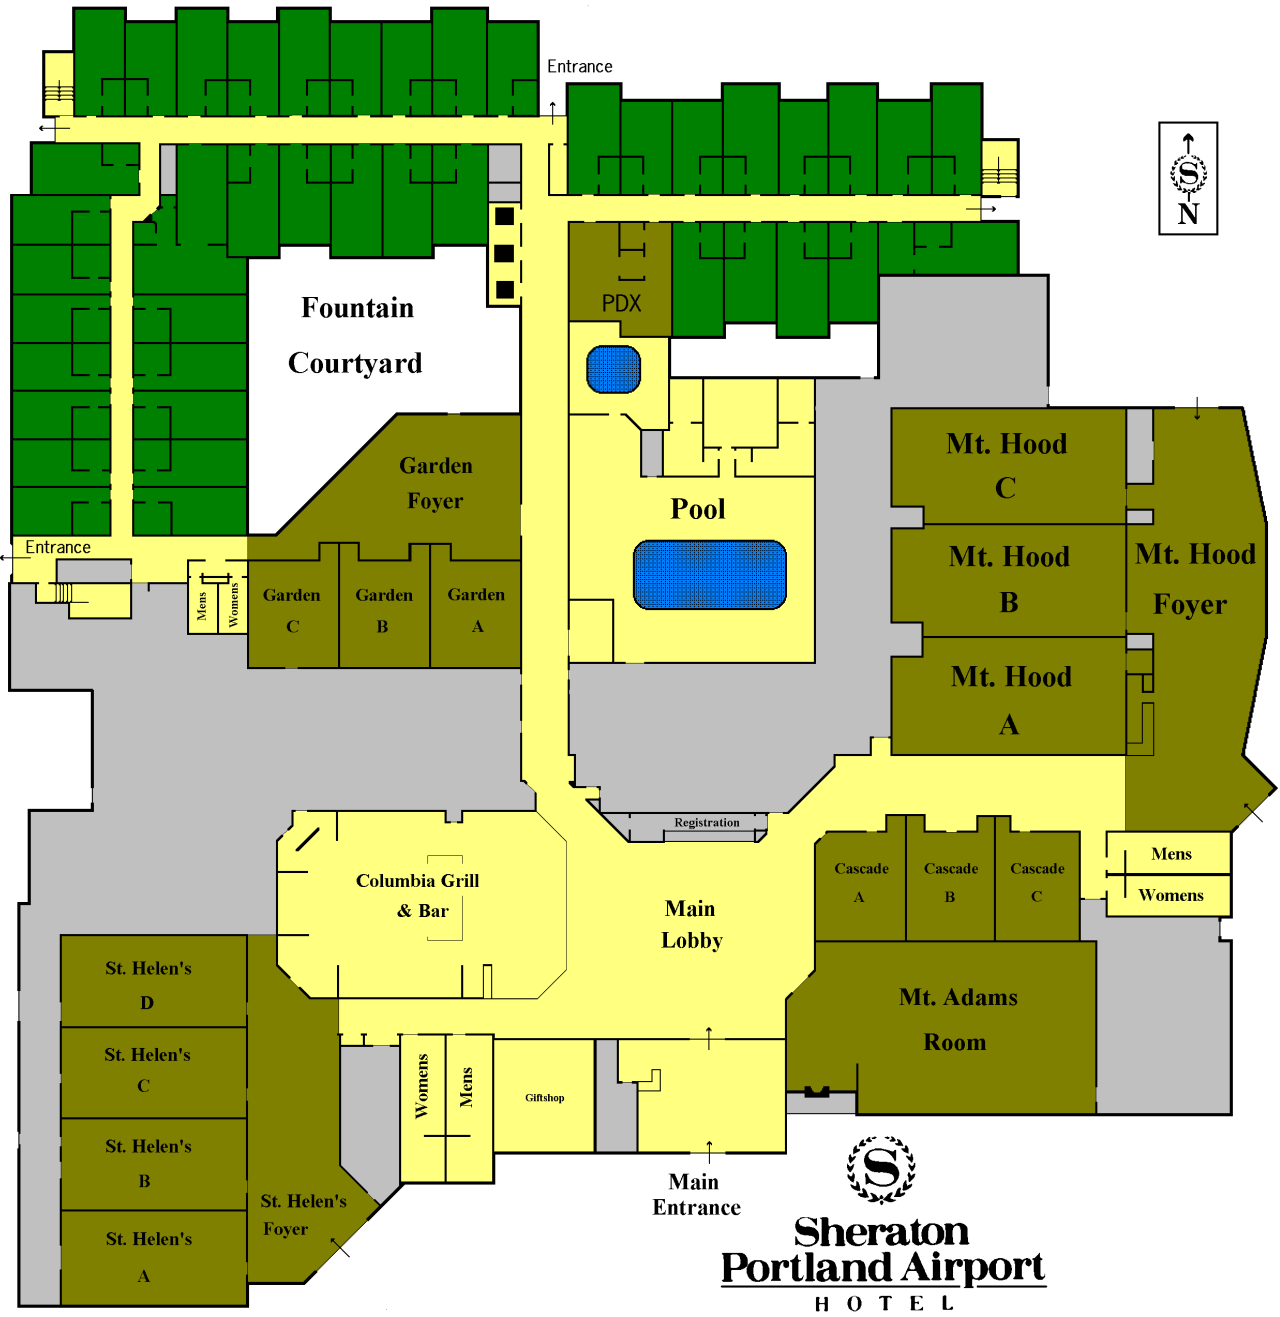 Entrance
S
N
PDX
Fountain
Courtyard
Garden
Foyer
Pool
Mt. Hood
C
Mt. Hood
B
Mt. Hood
Foyer
Mt. Hood
A
Entrance
Mens
Womens
Garden
C
Garden
B
Garden
A
Registration
Columbia Grill
& Bar
Main
Lobby
Cascade
A
Cascade
B
Cascade
C
Mens
Womens
St. Helen's
D
St. Helen's
C
St. Helen's
B
St. Helen's
A
St. Helen's
Foyer
Womens
Mens
Giftshop
Mt. Adams
Room
Main
Entrance
S
Sheraton
Portland Airport
HOTEL